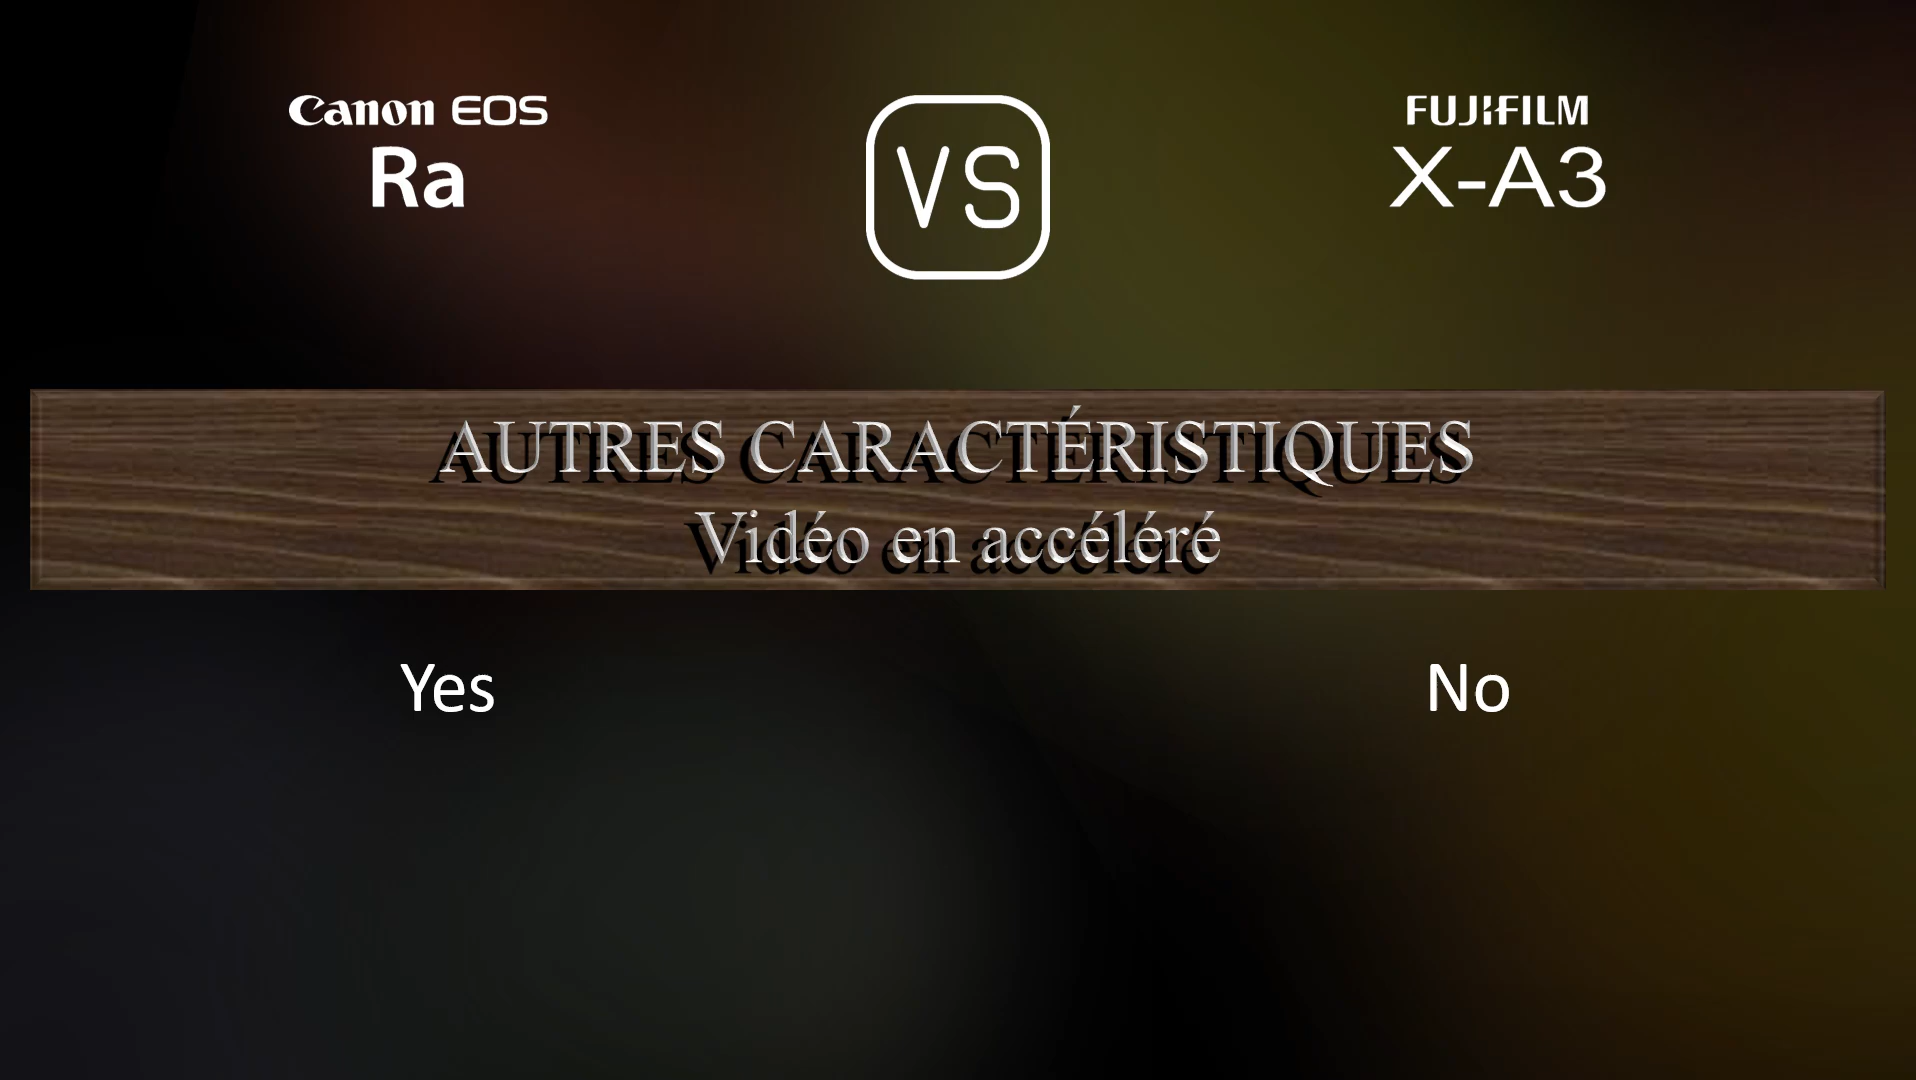 Canon EOS
Ra
VS
FUJIFILM
X-A3
AUTRES CARACTÉRISTIQUES
Vidéo en accéléré
Yes
No